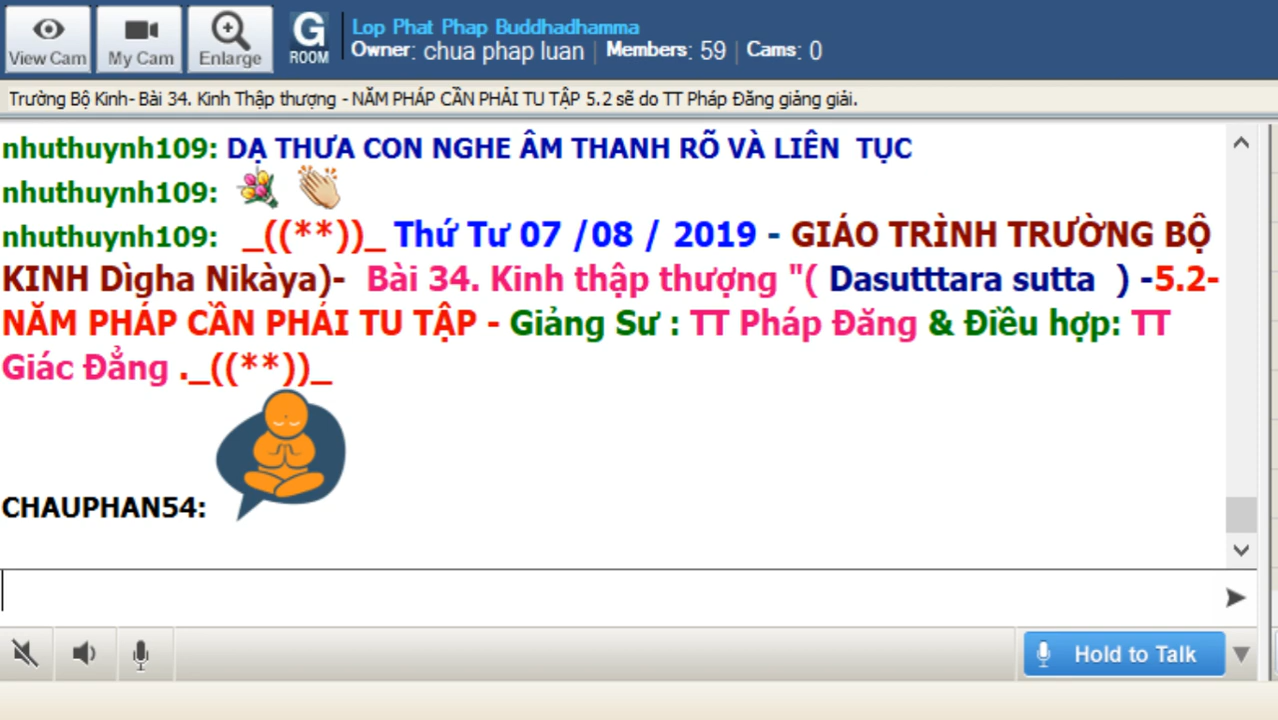 View Cam
My Cam
Enlarge
G ROOM
Lop Phat Phap Buddhadhamma
Owner: chua phap luan | Members: 59 | Cams: 0
Trường Bộ Kinh- Bài 34. Kinh Thập thượng - NĂM PHÁP CẦN PHẢI TU TẬP 5.2 sẽ do TT Pháp Đăng giảng giải.
nhuthuynh109: DẠ THƯA CON NGHE ÂM THANH RÕ VÀ LIÊN TỤC
nhuthuynh109:
nhuthuynh109: _((**))_ Thứ Tư 07 /08 / 2019 - GIÁO TRÌNH TRƯỜNG BỘ
KINH Dìgha Nikàya)- Bài 34. Kinh thập thượng "( Dasutttara sutta ) -5.2-
NĂM PHÁP CẦN PHẢI TU TẬP - Giảng Sư : TT Pháp Đăng & Điều hợp: TT
Giác Đẳng ._((**))_
CHAUPHAN54:
Hold to Talk